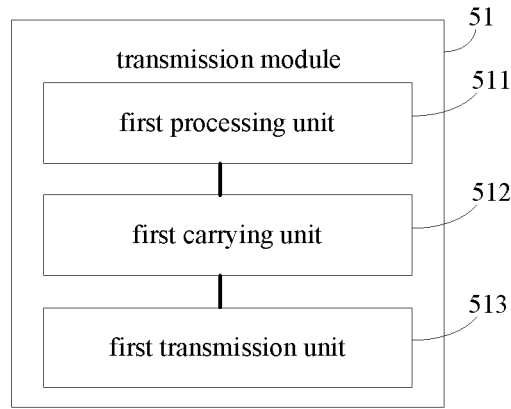 51
transmission module
511
first processing unit
512
first carrying unit
513
first transmission unit